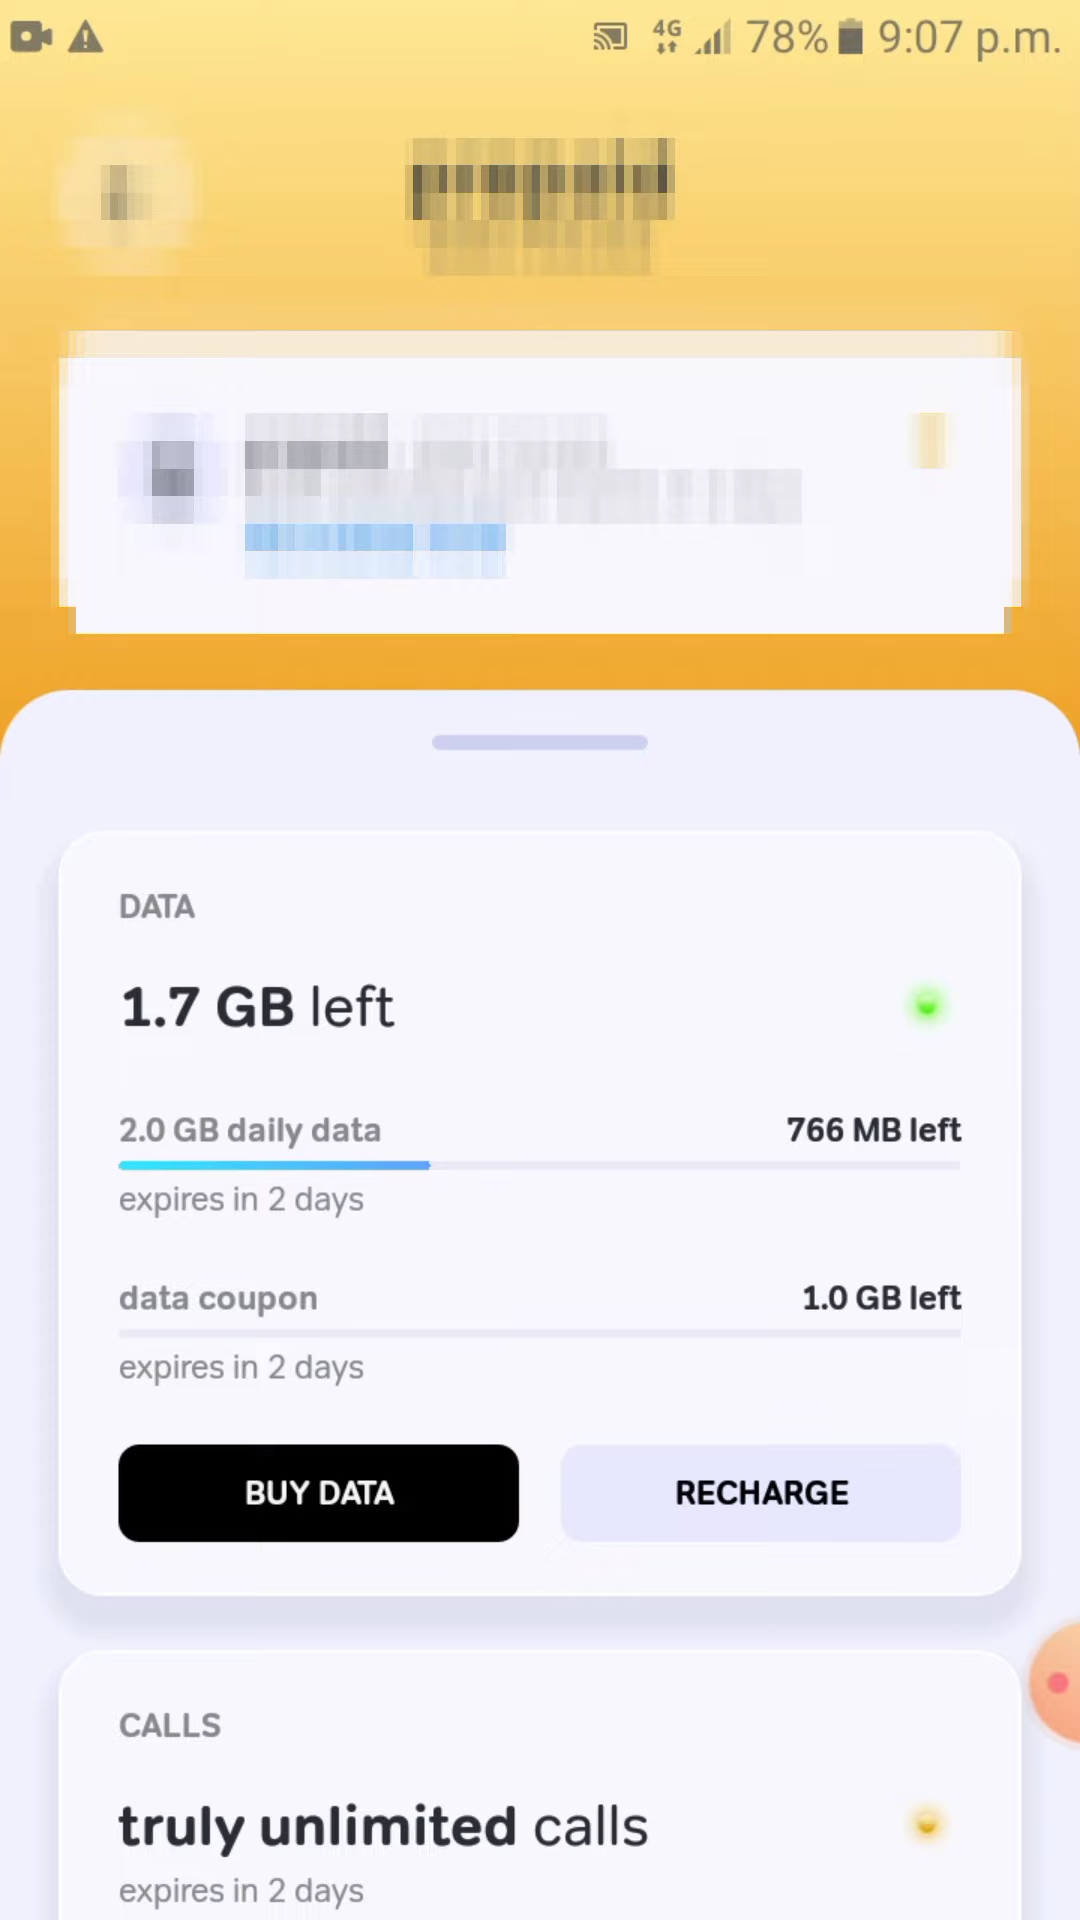 4G 78% 9:07 p.m.
DATA
1.7 GB left
2.0 GB daily data 766 MB left
expires in 2 days
data coupon 1.0 GB left
expires in 2 days
BUY DATA RECHARGE
CALLS
truly unlimited calls
expires in 2 days